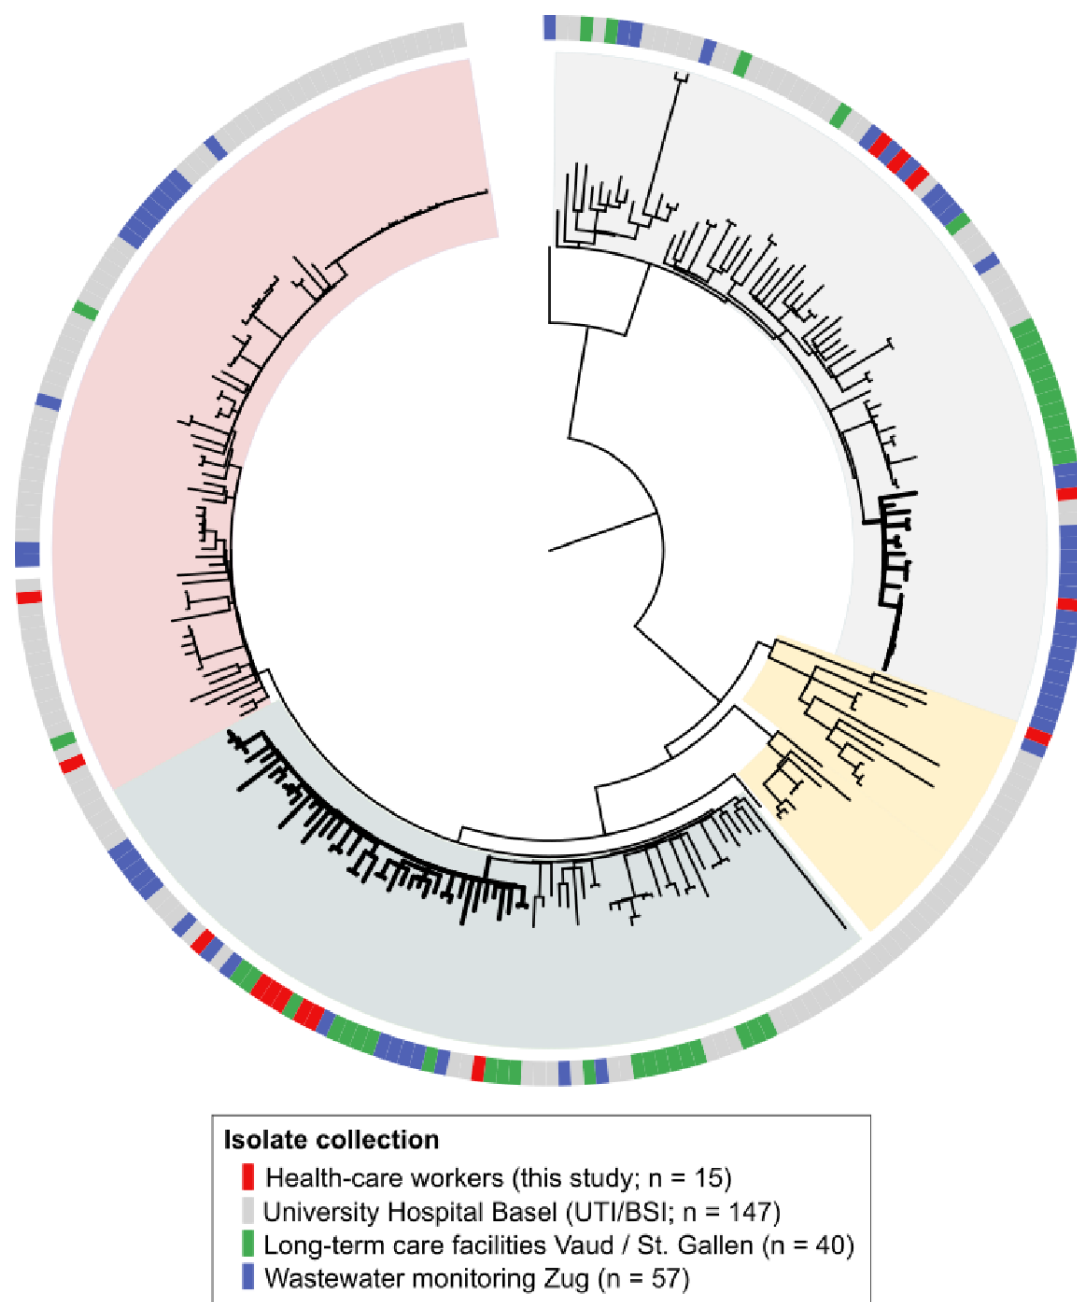 Isolate collection
Health-care workers (this study; n = 15)
University Hospital Basel (UTI/BSI; n = 147)
Long-term care facilities Vaud / St. Gallen (n = 40)
Wastewater monitoring Zug (n = 57)